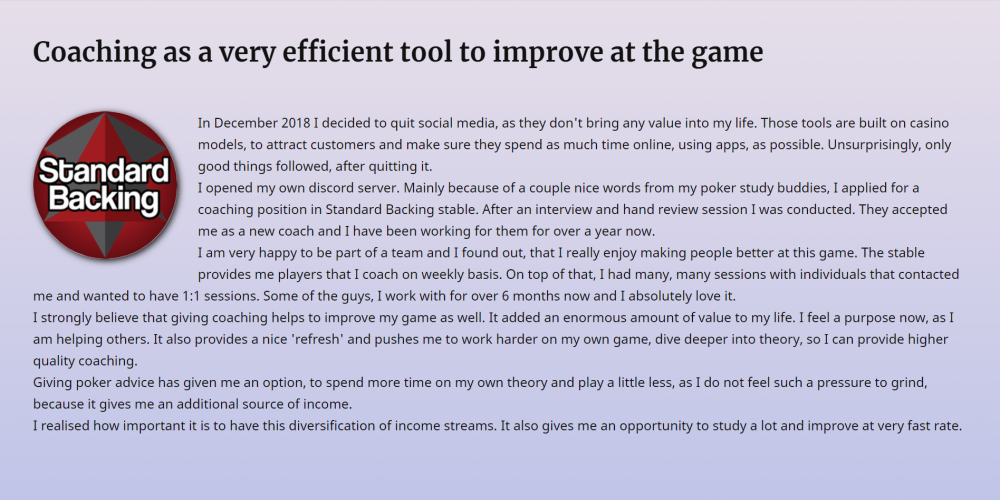 Coaching as a very efficient tool to improve at the game
Standard
Backing
In December 2018 I decided to quit social media, as they don't bring any value into my life. Those tools are built on casino
models, to attract customers and make sure they spend as much time online, using apps, as possible. Unsurprisingly, only
good things followed, after quitting it.
I opened my own discord server. Mainly because of a couple nice words from my poker study buddies, I applied for a
coaching position in Standard Backing stable. After an interview and hand review session I was conducted. They accepted
me as a new coach and I have been working for them for over a year now.
I am very happy to be part of a team and I found out, that I really enjoy making people better at this game. The stable
provides me players that I coach on weekly basis. On top of that, I had many, many sessions with individuals that contacted
me and wanted to have 1:1 sessions. Some of the guys, I work with for over 6 months now and I absolutely love it.
I strongly believe that giving coaching helps to improve my game as well. It added an enormous amount of value to my life. I feel a purpose now, as I
am helping others. It also provides a nice 'refresh' and pushes me to work harder on my own game, dive deeper into theory, so I can provide higher
quality coaching.
Giving poker advice has given me an option, to spend more time on my own theory and play a little less, as I do not feel such a pressure to grind,
because it gives me an additional source of income.
I realised how important it is to have this diversification of income streams. It also gives me an opportunity to study a lot and improve at very fast rate.